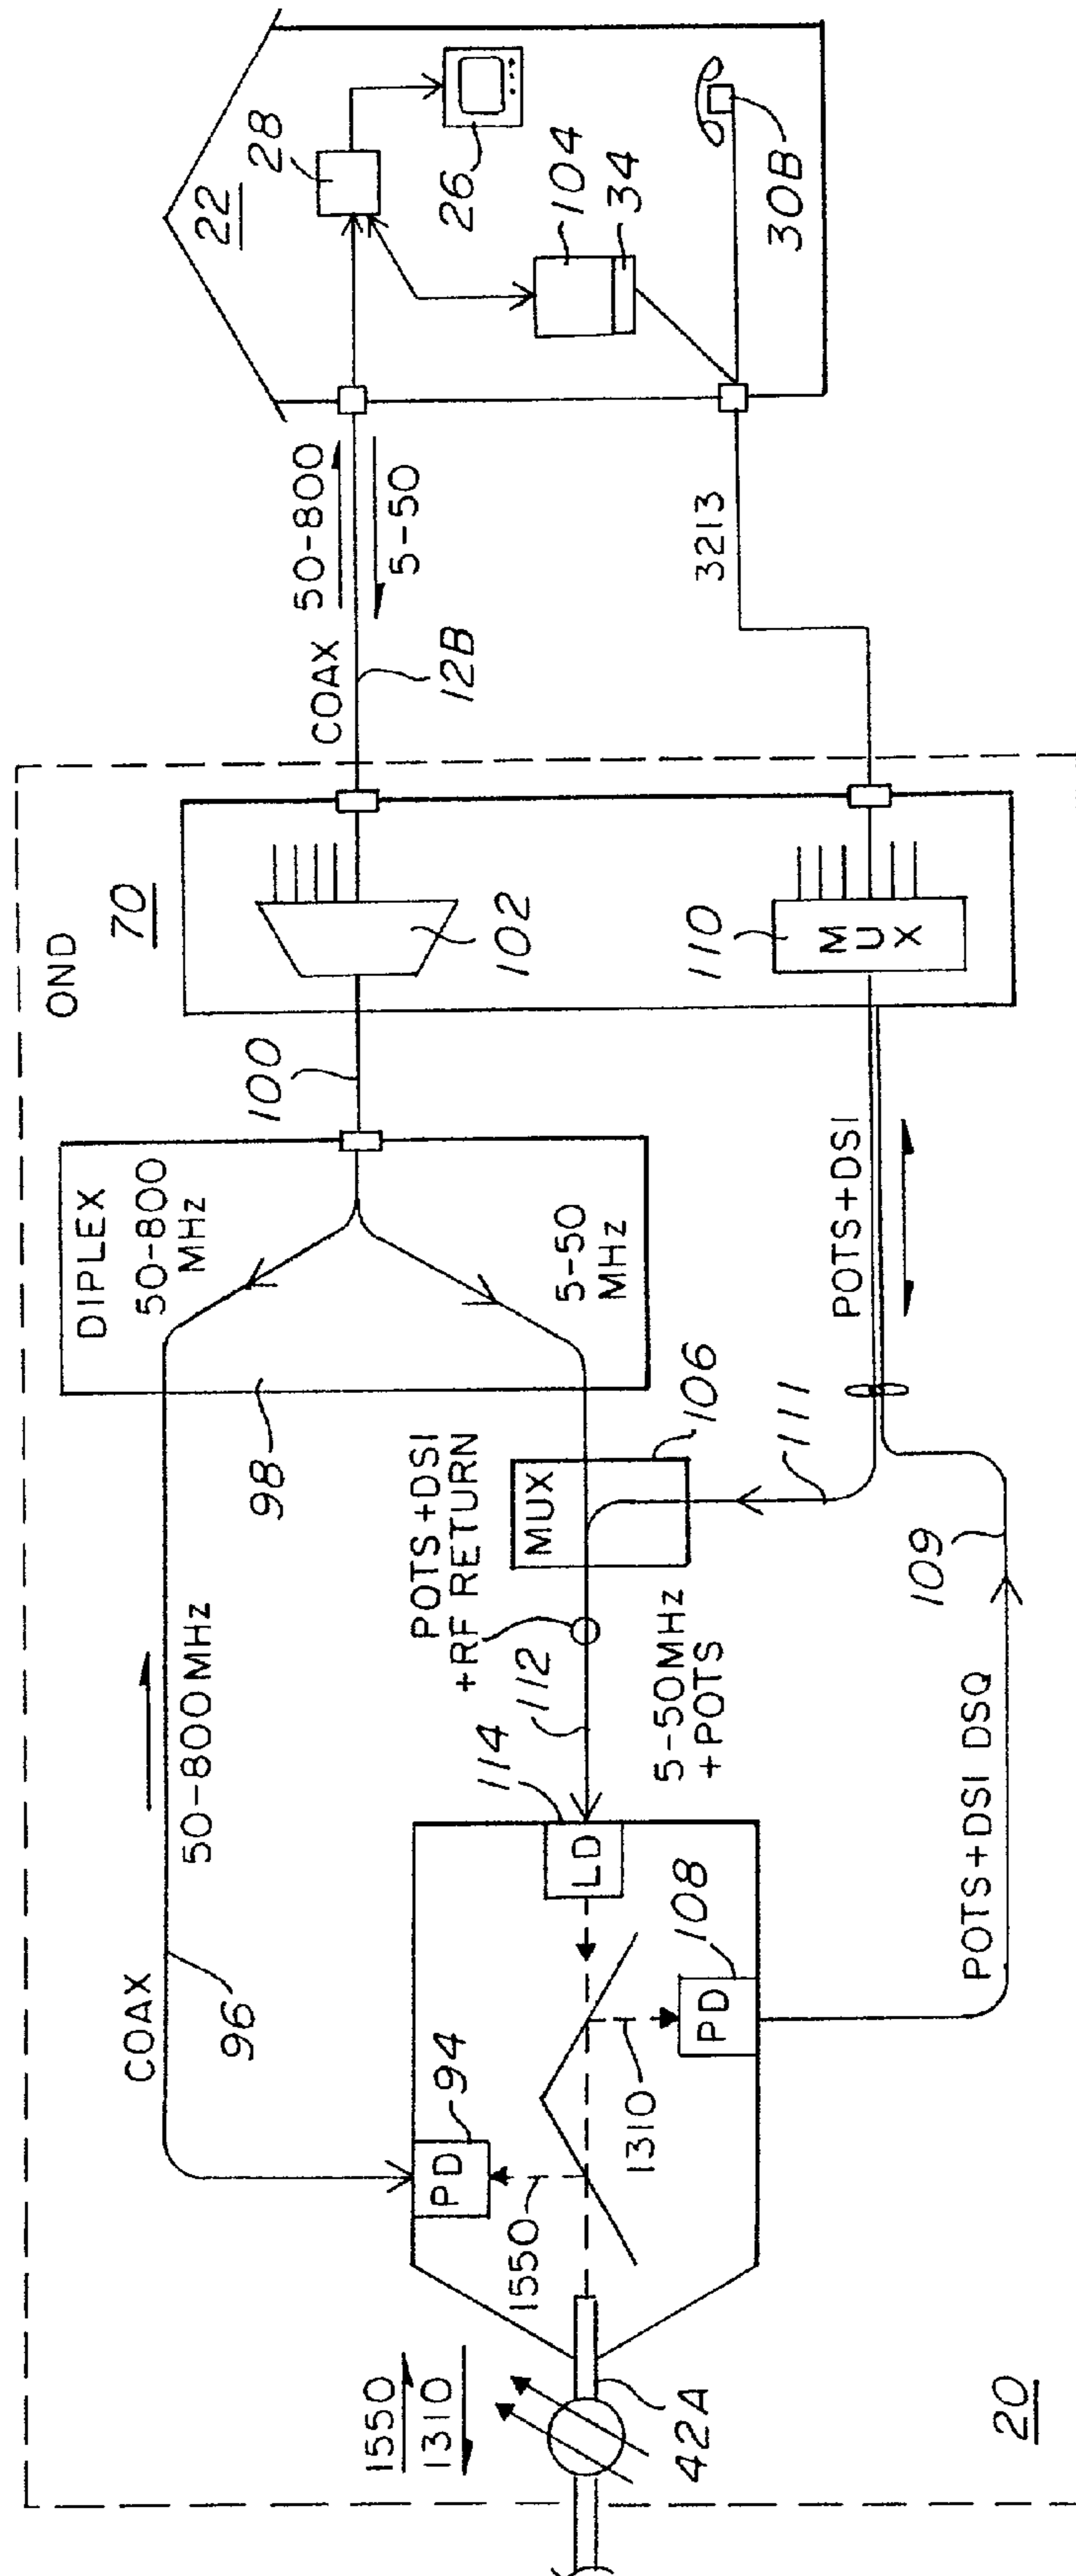 1550
1310
COAX
96
50-800MHz
98
DIPLEX
50-800
MHz
5-50
MHz
100
OND
70
102
COAX
12B
50-800
5-50
22
28
26
104
34
30B
3213
110
MUX
PD
94
1550
1310
LD
114
PD
108
42A
112
POTS+DSI
+RF RETURN
MUX
106
5-50MHz
+POTS
111
POTS+DSI
109
POTS+DSI DSQ
20